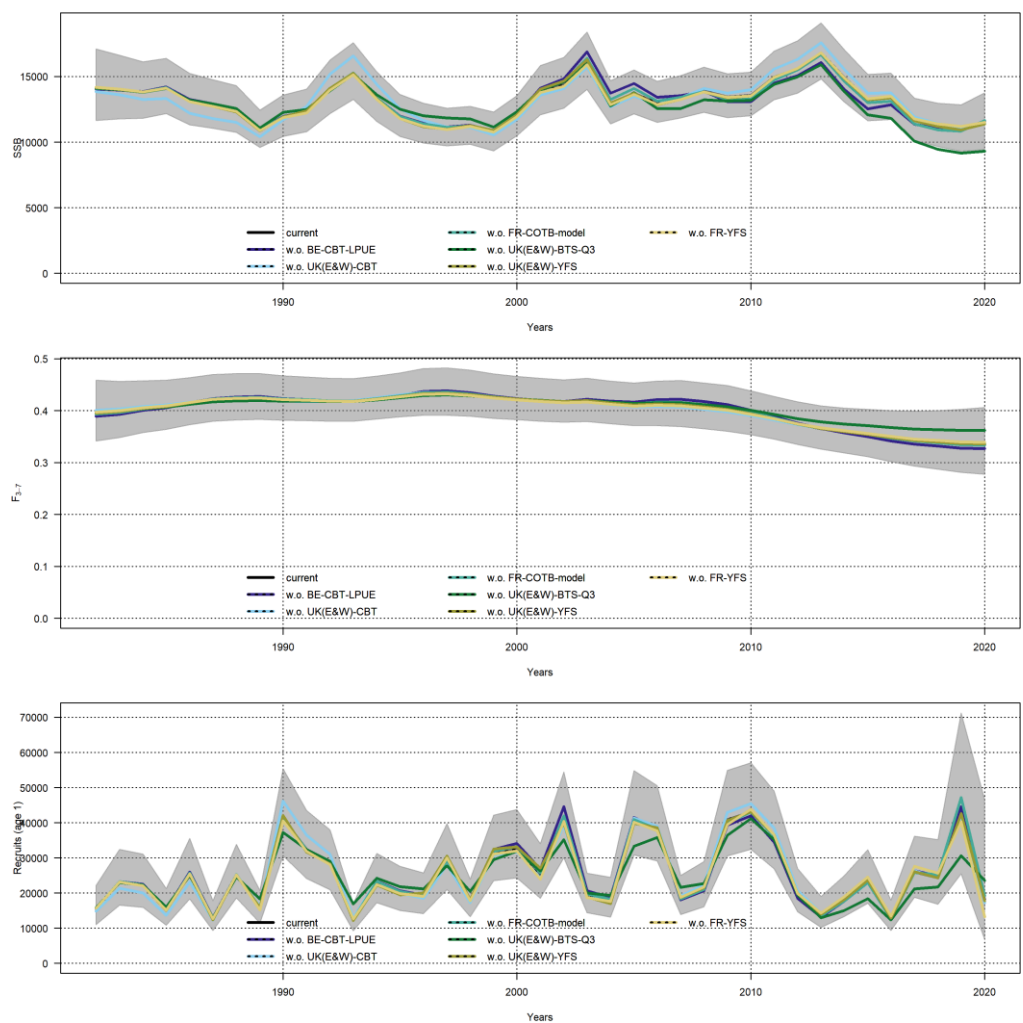 15000
10000
5000
0
SSB
current
w.o. FR-COTB-model
w.o. FR-YFS
w.o. BE-CBT-LPUE
w.o. UK(E&W)-BTS-Q3
w.o. UK(E&W)-CBT
w.o. UK(E&W)-YFS
1990
2000
2010
2020
Years
0.5
0.4
0.3
0.2
0.1
0.0
F3-7
current
w.o. FR-COTB-model
w.o. FR-YFS
w.o. BE-CBT-LPUE
w.o. UK(E&W)-BTS-Q3
w.o. UK(E&W)-CBT
w.o. UK(E&W)-YFS
1990
2000
2010
2020
Years
70000
60000
50000
40000
30000
20000
10000
0
Recruits (age 1)
current
w.o. FR-COTB-model
w.o. FR-YFS
w.o. BE-CBT-LPUE
w.o. UK(E&W)-BTS-Q3
w.o. UK(E&W)-CBT
w.o. UK(E&W)-YFS
1990
2000
2010
2020
Years